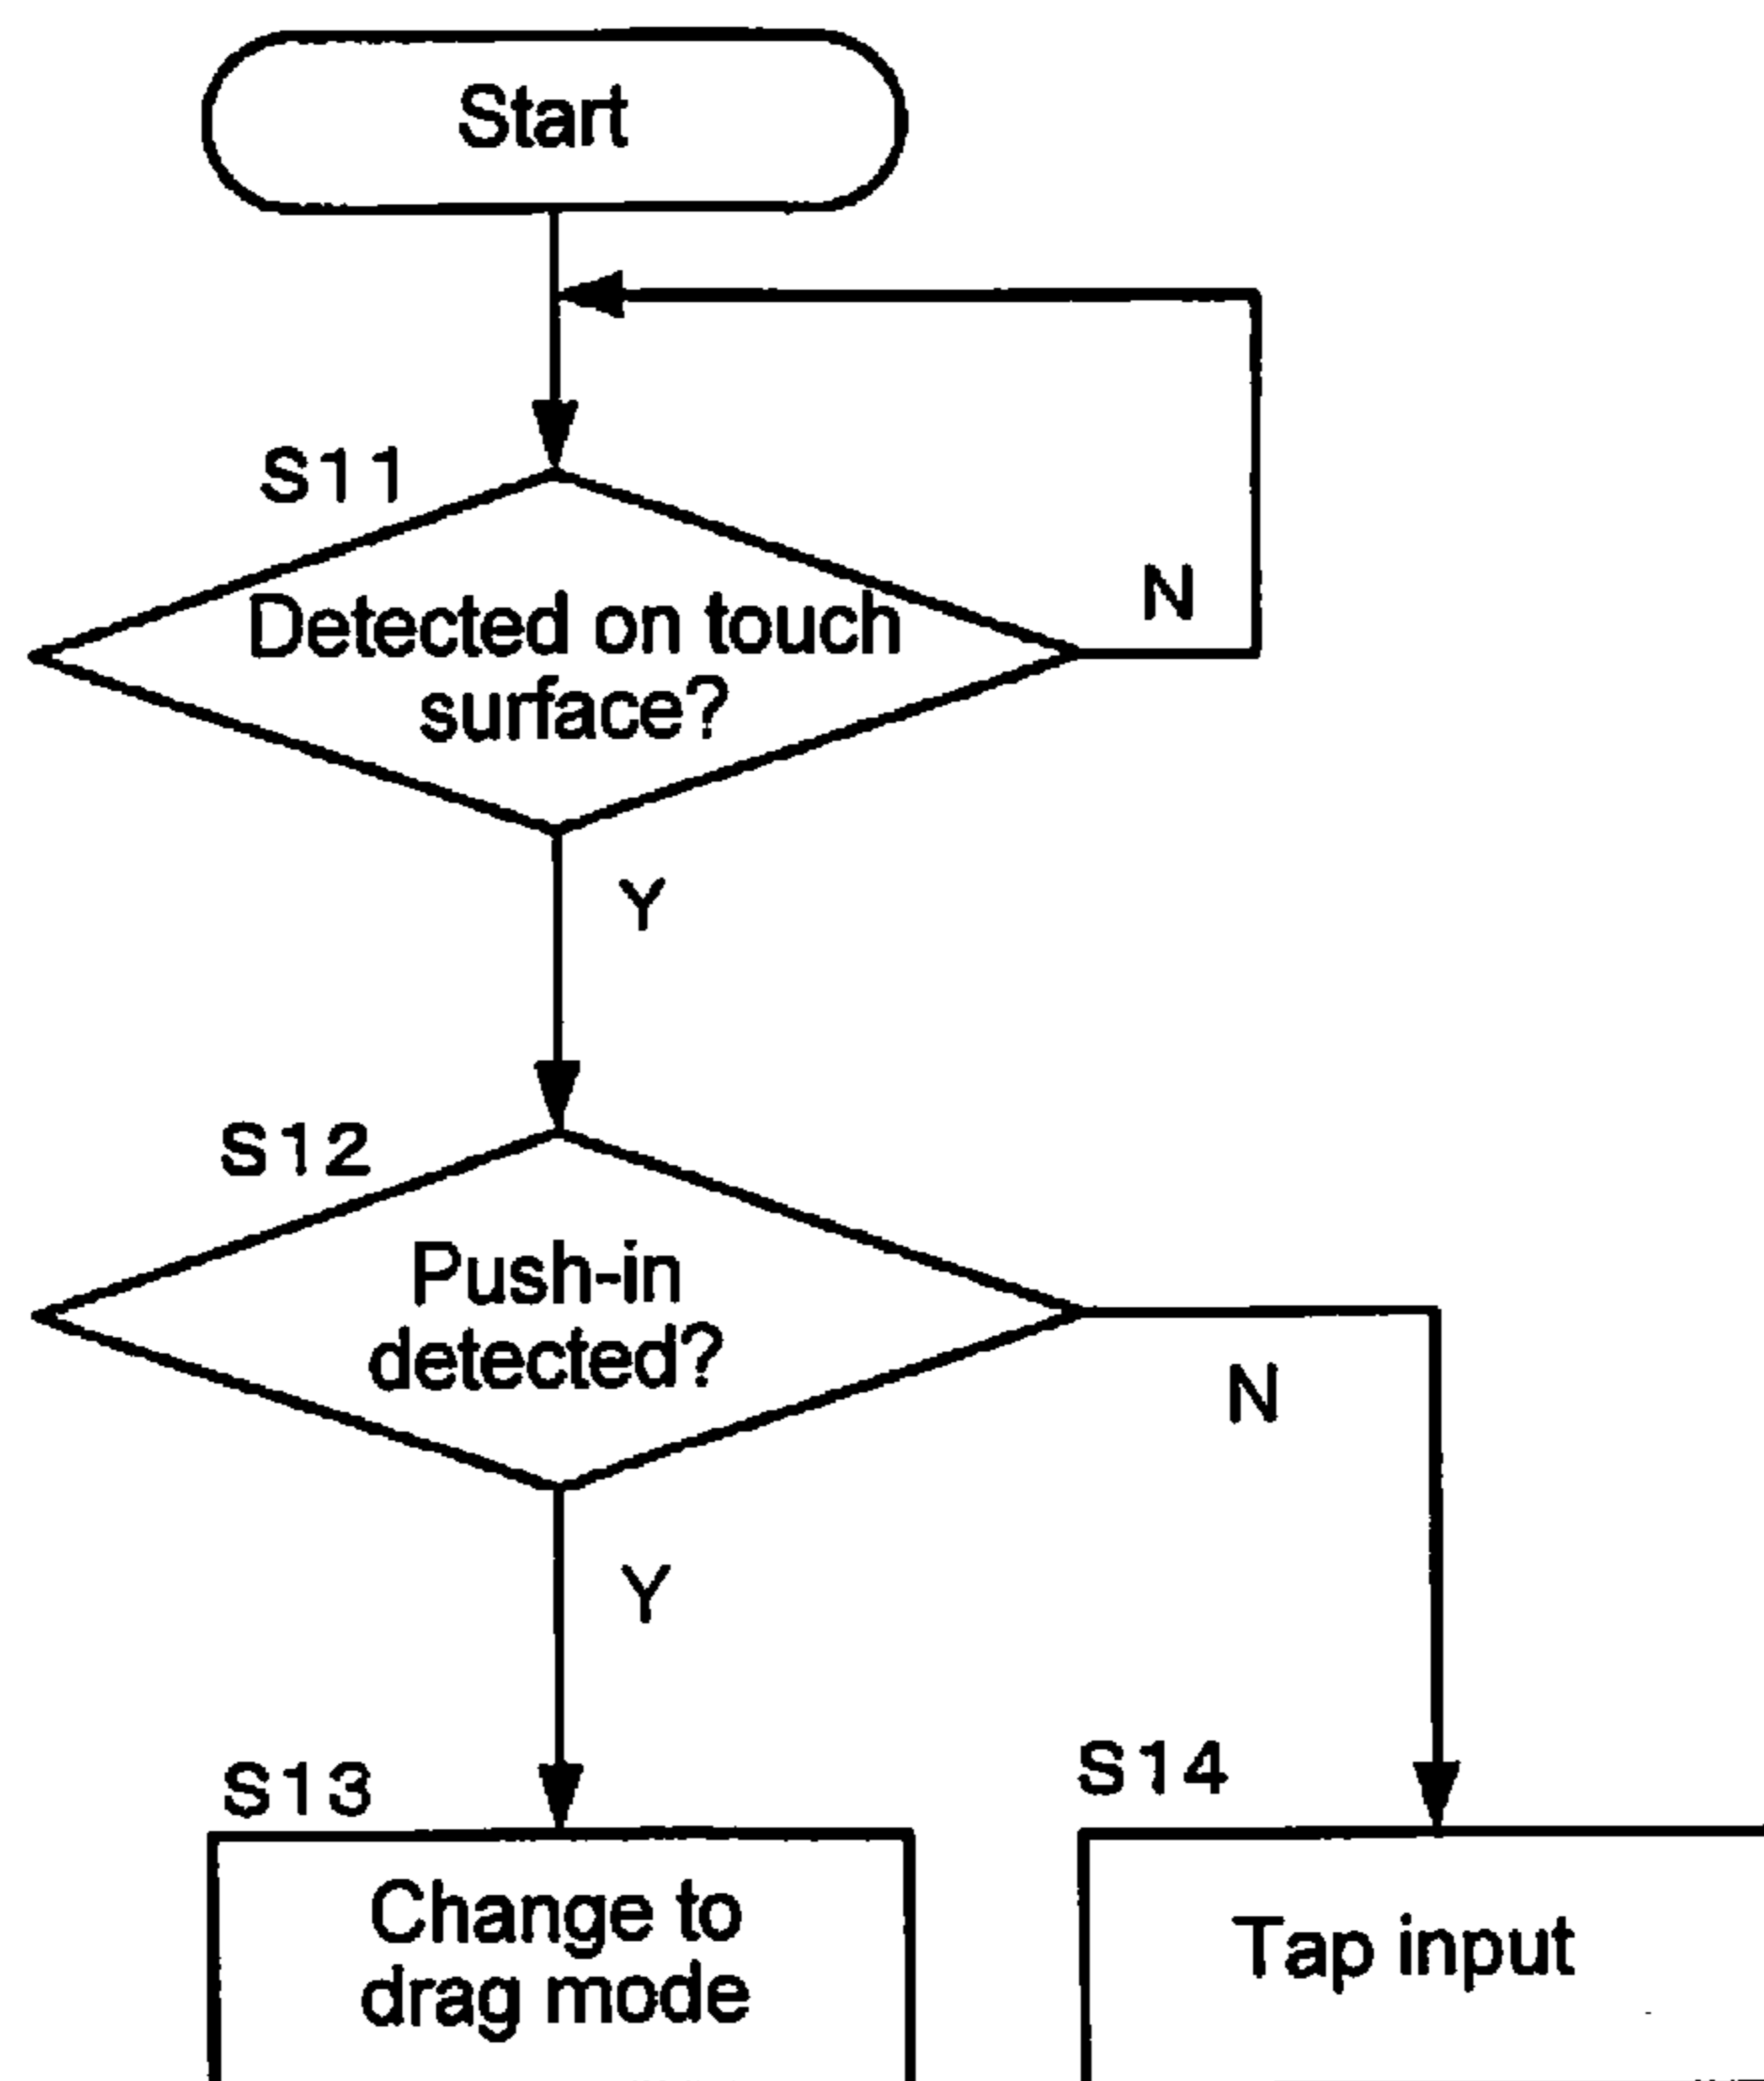 Start
S11
Detected on touch
surface?
N
Y
S12
Push-in
detected?
N
Y
S13
S14
Change to
drag mode
Tap input